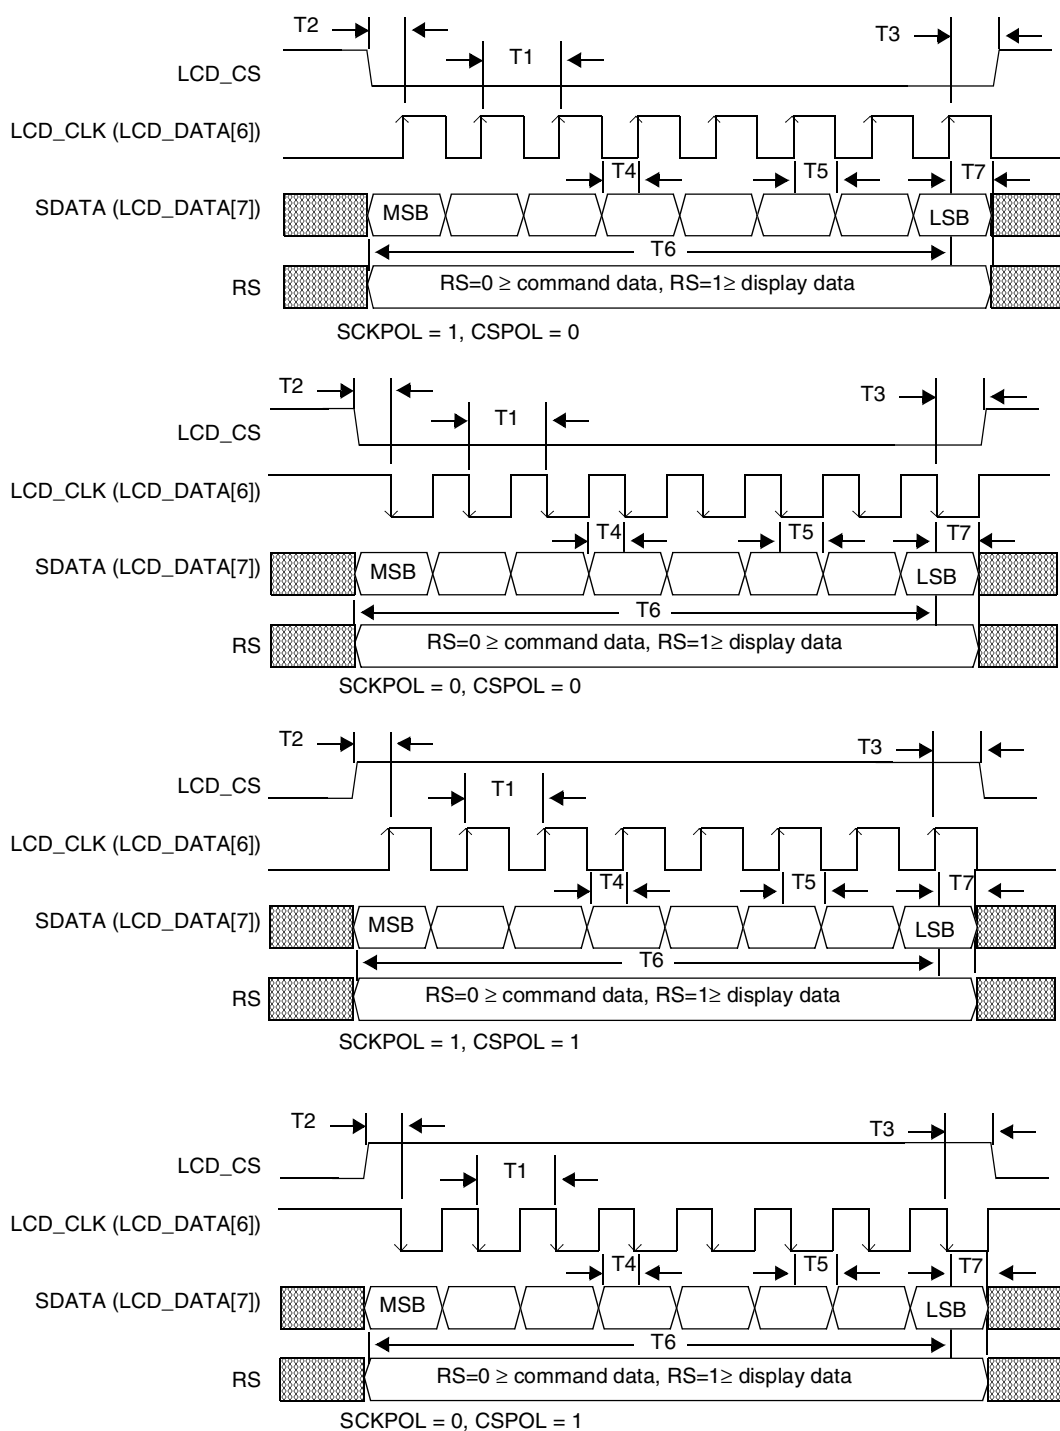 T2
T3
T1
LCD_CS
LCD_CLK (LCD_DATA[6])
T4
T5
T7
SDATA (LCD_DATA[7])
MSB
LSB
T6
RS
RS=0 ≥ command data, RS=1≥ display data
SCKPOL = 1, CSPOL = 0
T2
T3
T1
LCD_CS
LCD_CLK (LCD_DATA[6])
T4
T5
T7
SDATA (LCD_DATA[7])
MSB
LSB
T6
RS
RS=0 ≥ command data, RS=1≥ display data
SCKPOL = 0, CSPOL = 0
T2
T3
LCD_CS
T1
LCD_CLK (LCD_DATA[6])
T4
T5
T7
SDATA (LCD_DATA[7])
MSB
LSB
T6
RS
RS=0 ≥ command data, RS=1≥ display data
SCKPOL = 1, CSPOL = 1
T2
T3
LCD_CS
T1
LCD_CLK (LCD_DATA[6])
T4
T5
T7
SDATA (LCD_DATA[7])
MSB
LSB
T6
RS
RS=0 ≥ command data, RS=1≥ display data
SCKPOL = 0, CSPOL = 1